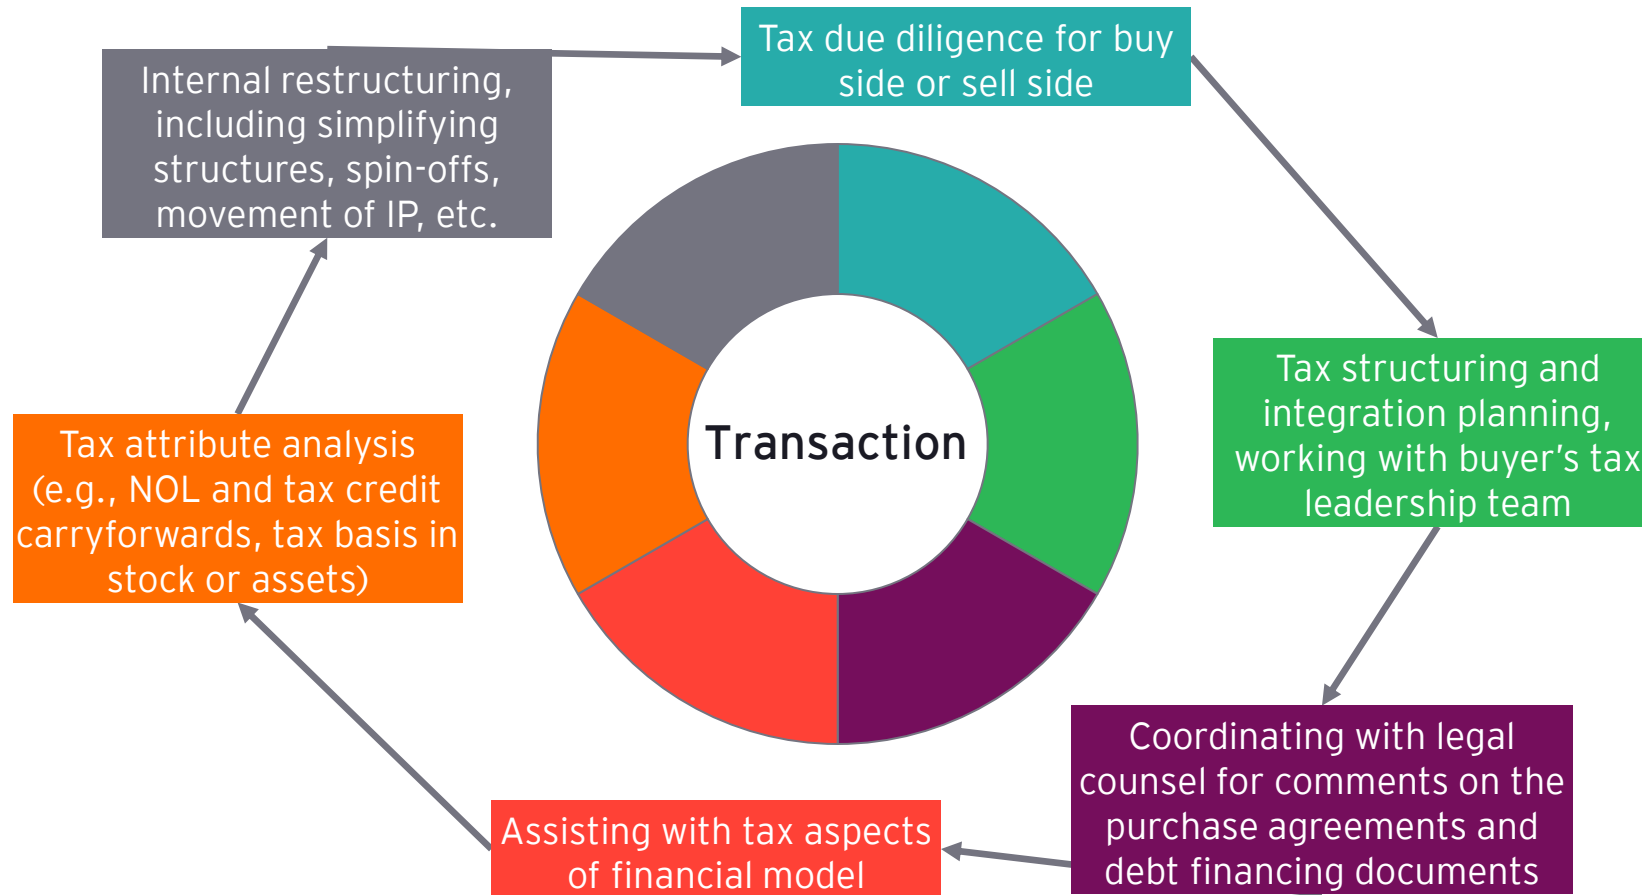 Tax due diligence for buy
side or sell side
Internal restructuring,
including simplifying
structures, spin-offs,
movement of IP, etc.
Tax structuring and
integration planning,
working with buyer’s tax
leadership team
Transaction
Tax attribute analysis
(e.g., NOL and tax credit
carryforwards, tax basis in
stock or assets)
Coordinating with legal
counsel for comments on the
purchase agreements and
debt financing documents
Assisting with tax aspects
of financial model